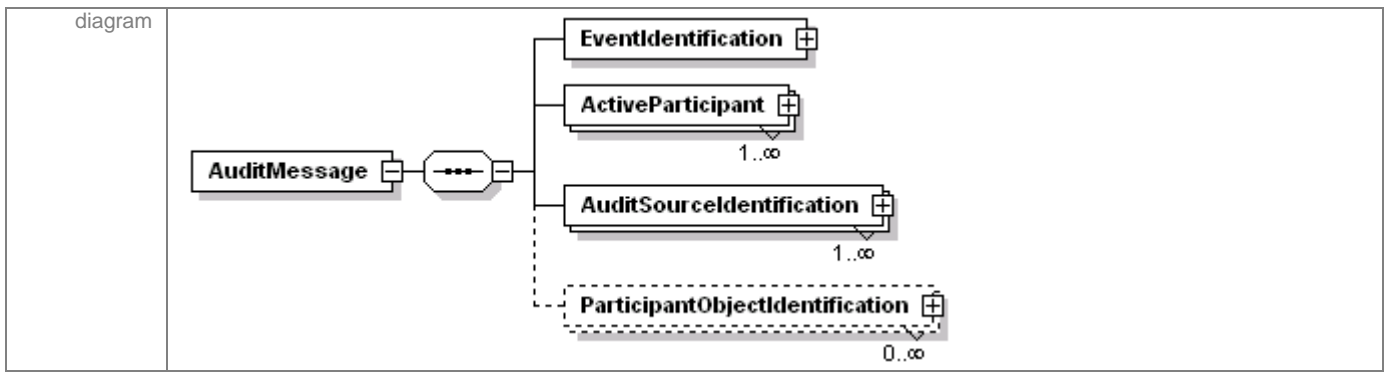 diagram
EventIdentification
ActiveParticipant
1..∞
AuditMessage
AuditSourceIdentification
1..∞
ParticipantObjectIdentification
0..∞